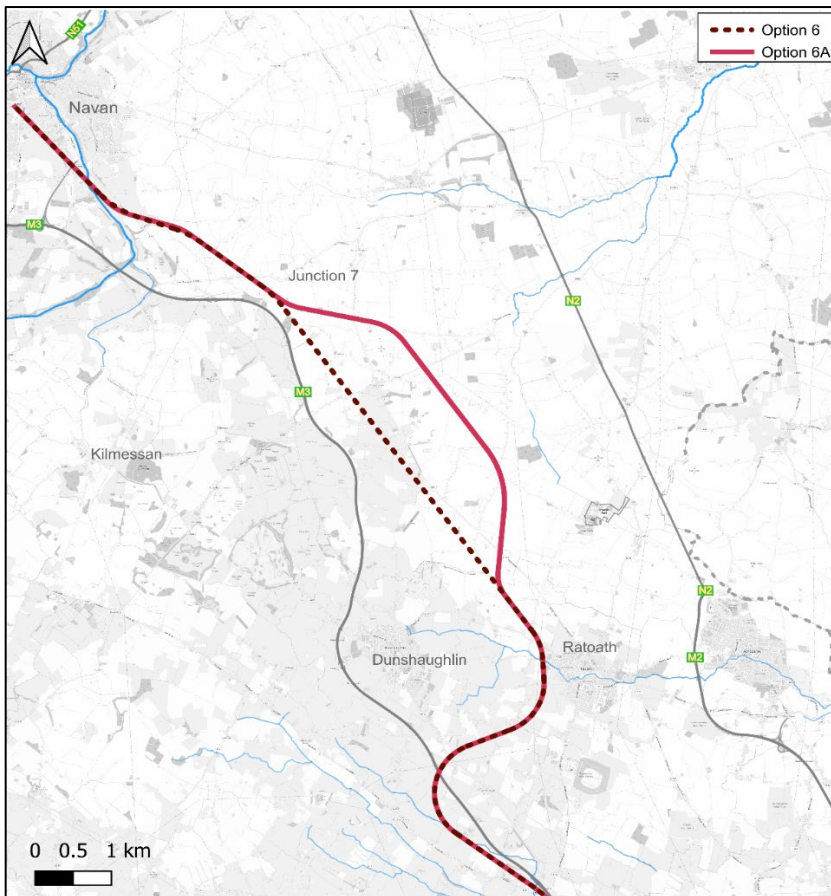 N51
Option 6
Option 6A
Navan
M3
Junction 7
N2
M3
Kilmessan
N2
M2
Dunshaughlin
Ratoath
0 0.5 1 km